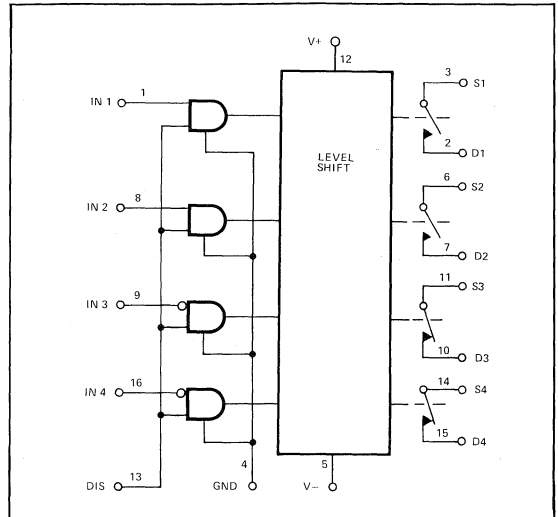 V+
12
3
S1
1
IN 1
2
D1
LEVEL
SHIFT
6
S2
8
IN 2
7
D2
11
S3
9
IN 3
10
D3
16
IN 4
14
S4
15
D4
13
DIS
4
GND
5
V−